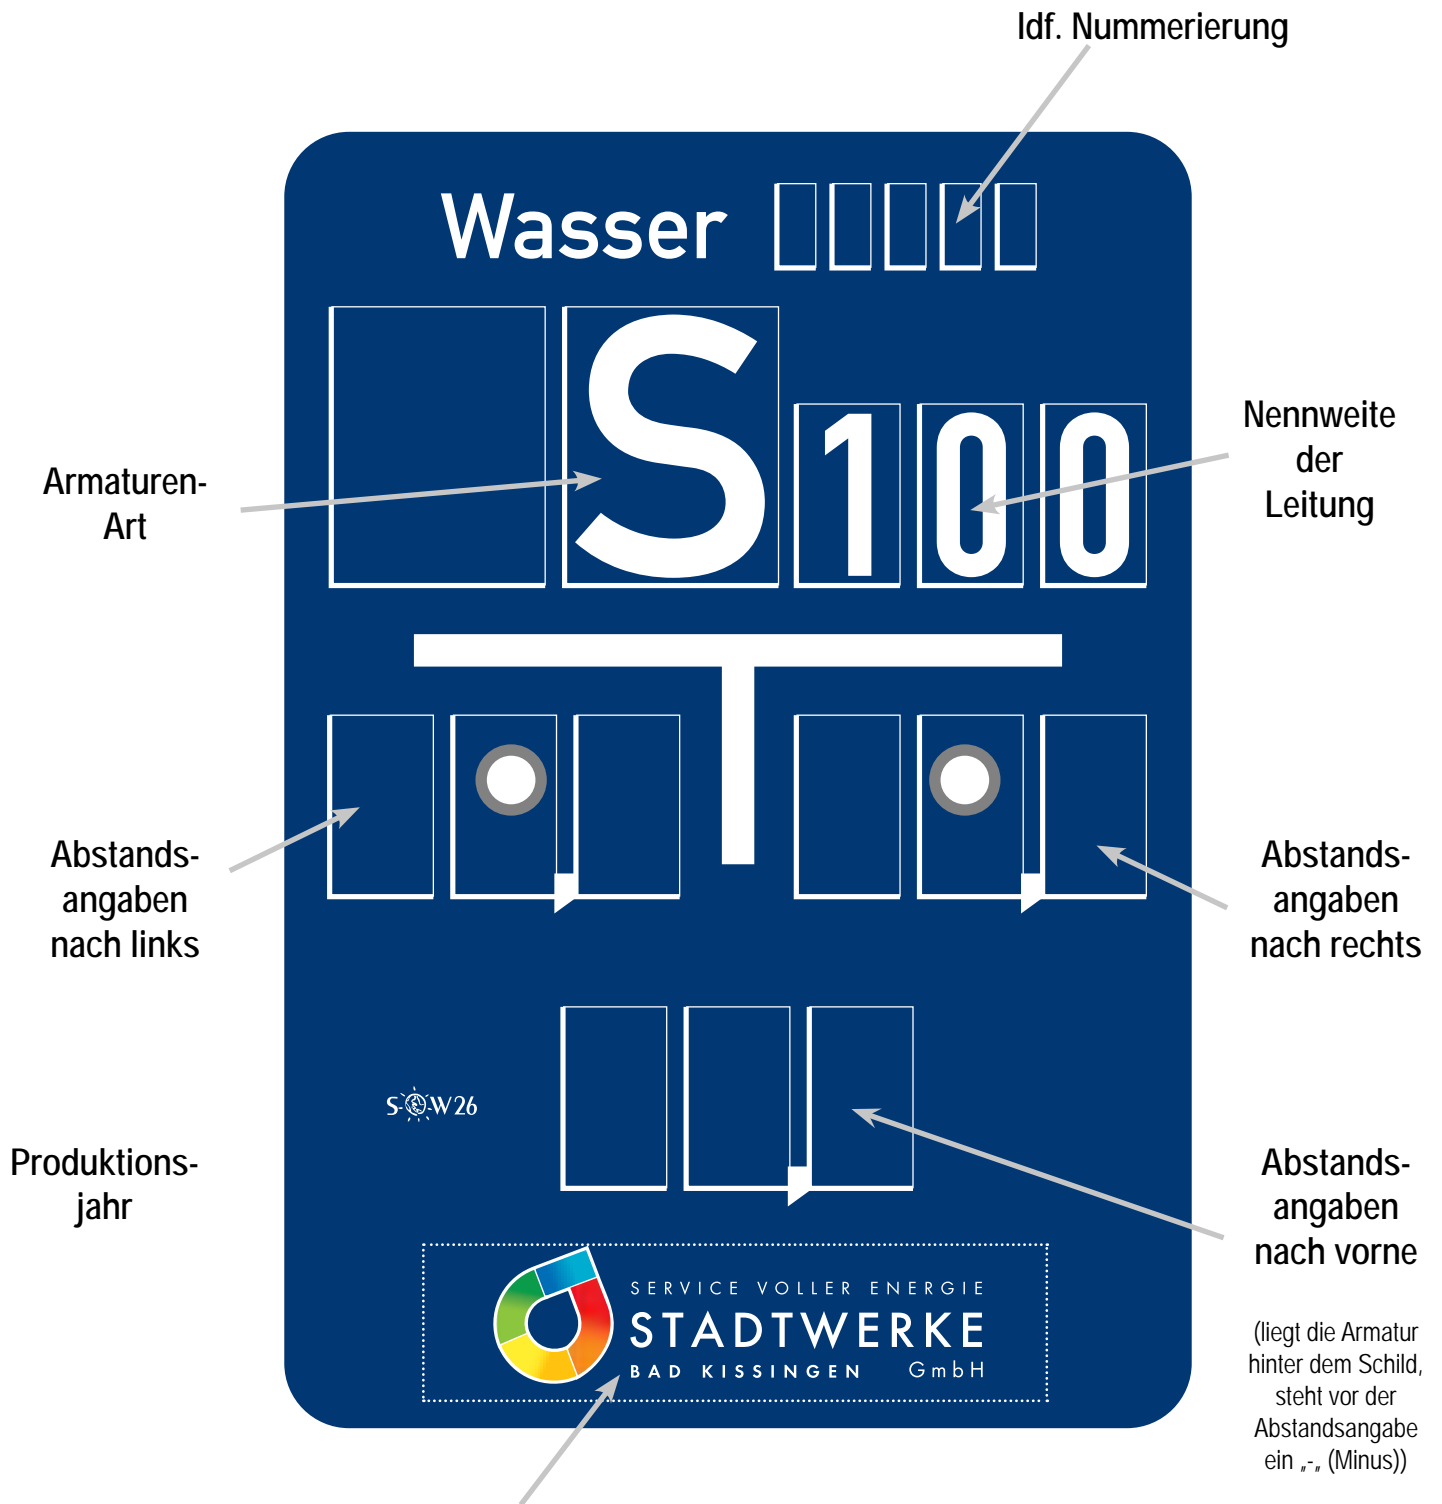 Idf. Nummerierung
Wasser
S100
Nennweite
der
Leitung
Armaturen-
Art
Abstands-
angaben
nach links
Abstands-
angaben
nach rechts
S W26
Produktions-
jahr
Abstands-
angaben
nach vorne
(liegt die Armatur
hinter dem Schild,
steht vor der
Abstandsangabe
ein „-„ (Minus))
SERVICE VOLLER ENERGIE
STADTWERKE
BAD KISSINGEN GmbH